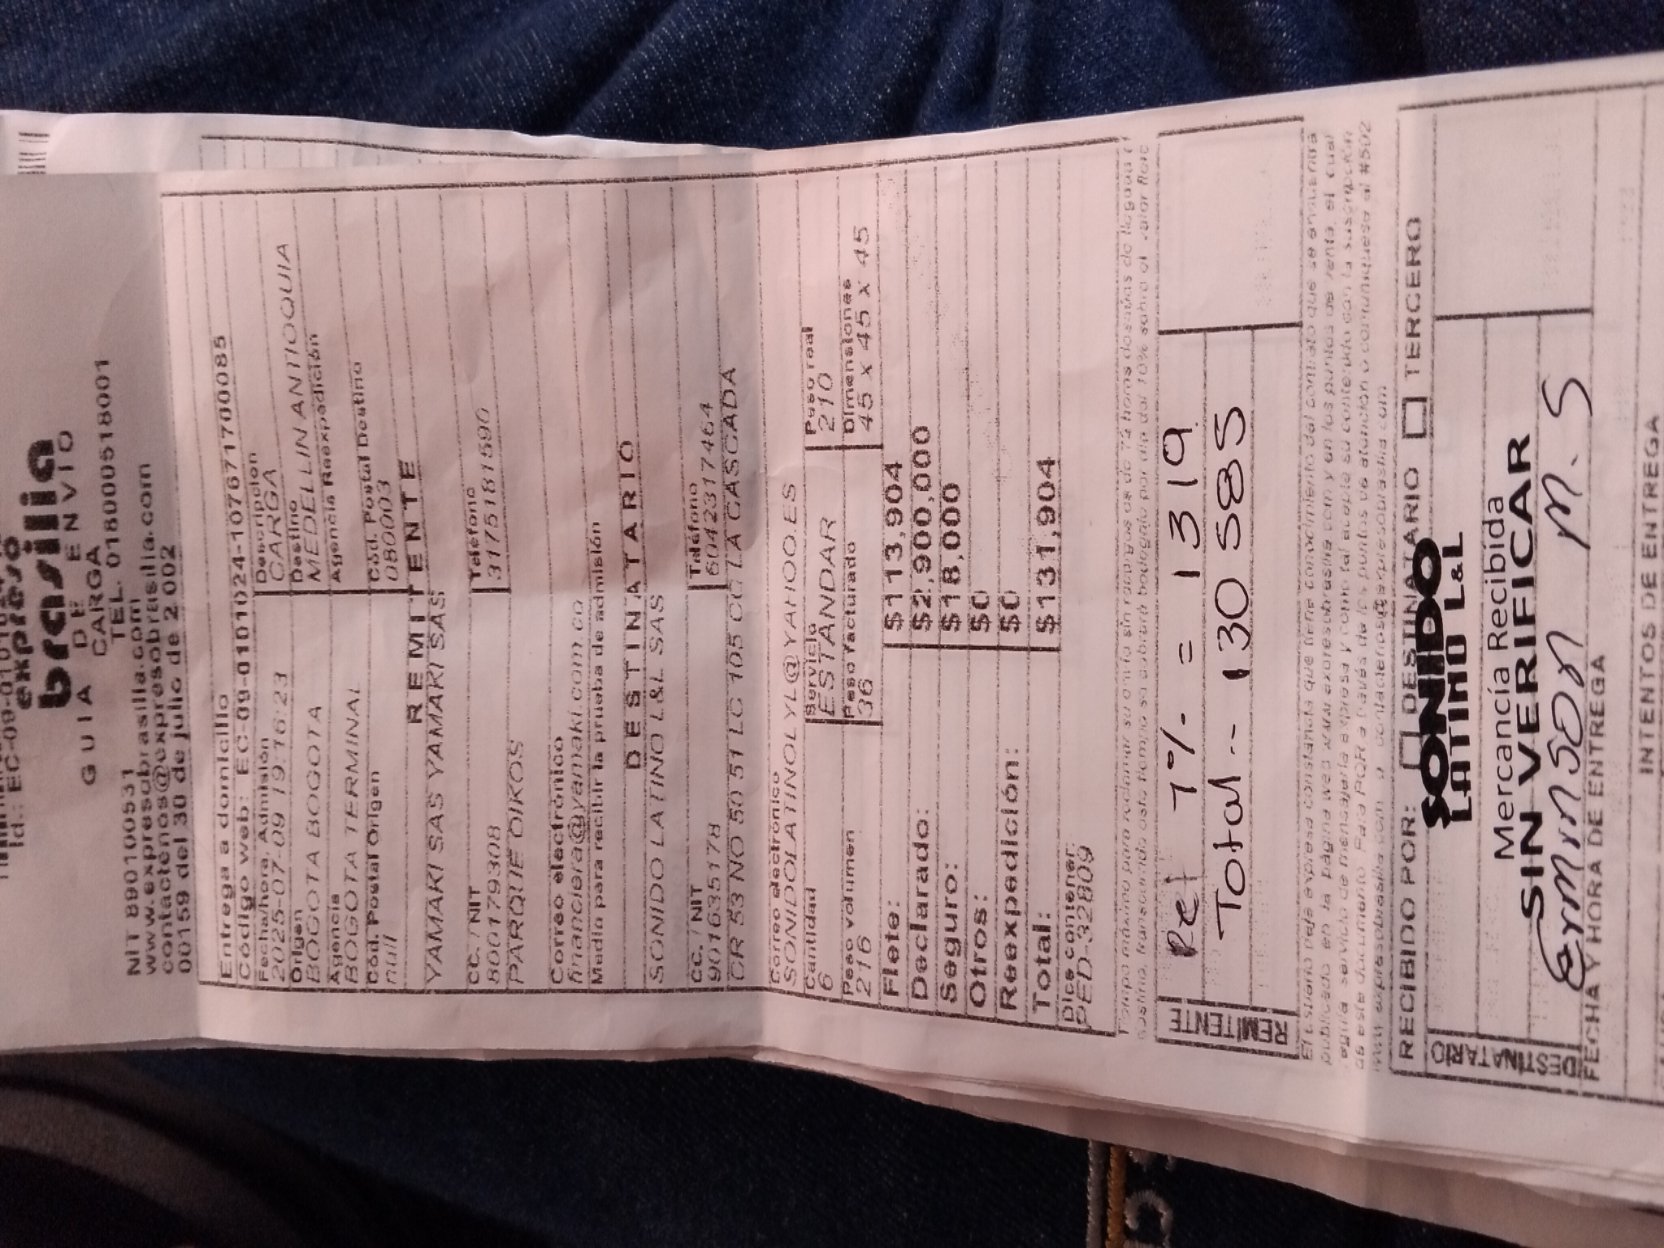 Id.: EC-09-0101024
expreso
brasilia
GUIA DE ENVIO
CARGA
TEL. 0180000518001
NIT 890100531
www.expresobrasilia.com
contactenos@expresobrasilia.com
00159 del 30 de julio de 2002
Entrega a domicilio
Código web: EC-09-0101024-10767170085
Fecha/hora. Admisión Descripción
2025-07-09 19:16:23 CARGA
Origen Destino
BOGOTA BOGOTA MEDELLIN ANTIOQUIA
Agencia Agencia Reexpedición
BOGOTA TERMINAL
Cód. Postal Origen Cód. Postal Destino
null 080003
REMITENTE
YAMAKI SAS YAMAKI SAS
CC. / NIT Teléfono
800179308 3175181590
PARQUE OIKOS
Correo electrónico
financiera@yamaki.com.co
Medio para recibir la prueba de admisión
DESTINATARIO
SONIDO LATINO L&L SAS
CC. / NIT Teléfono
901635178 6042317464
CR 53 NO 50 51 LC 105 CC LA CASCADA
Correo electrónico
SONIDOLATINOLYL@YAHOO.ES
Cantidad Servicio Peso real
6 ESTANDAR 210
Peso volumen Peso facturado Dimensiones
216 36 45 x 45 x 45
Flete: $113,904
Declarado: $2,900,000
Seguro: $18,000
Otros: $0
Reexpedición: $0
Total: $131,904
Dice contener:
PED-32809
REMITENTE
Ret 1% = 1319
Total... 130585
RECIBIDO POR: DESTINATARIO TERCERO
SONIDO
LATINO L&L
Mercancía Recibida
SIN VERIFICAR
DESTINATARIO
M. S
FECHA Y HORA DE ENTREGA
INTENTOS DE ENTREGA